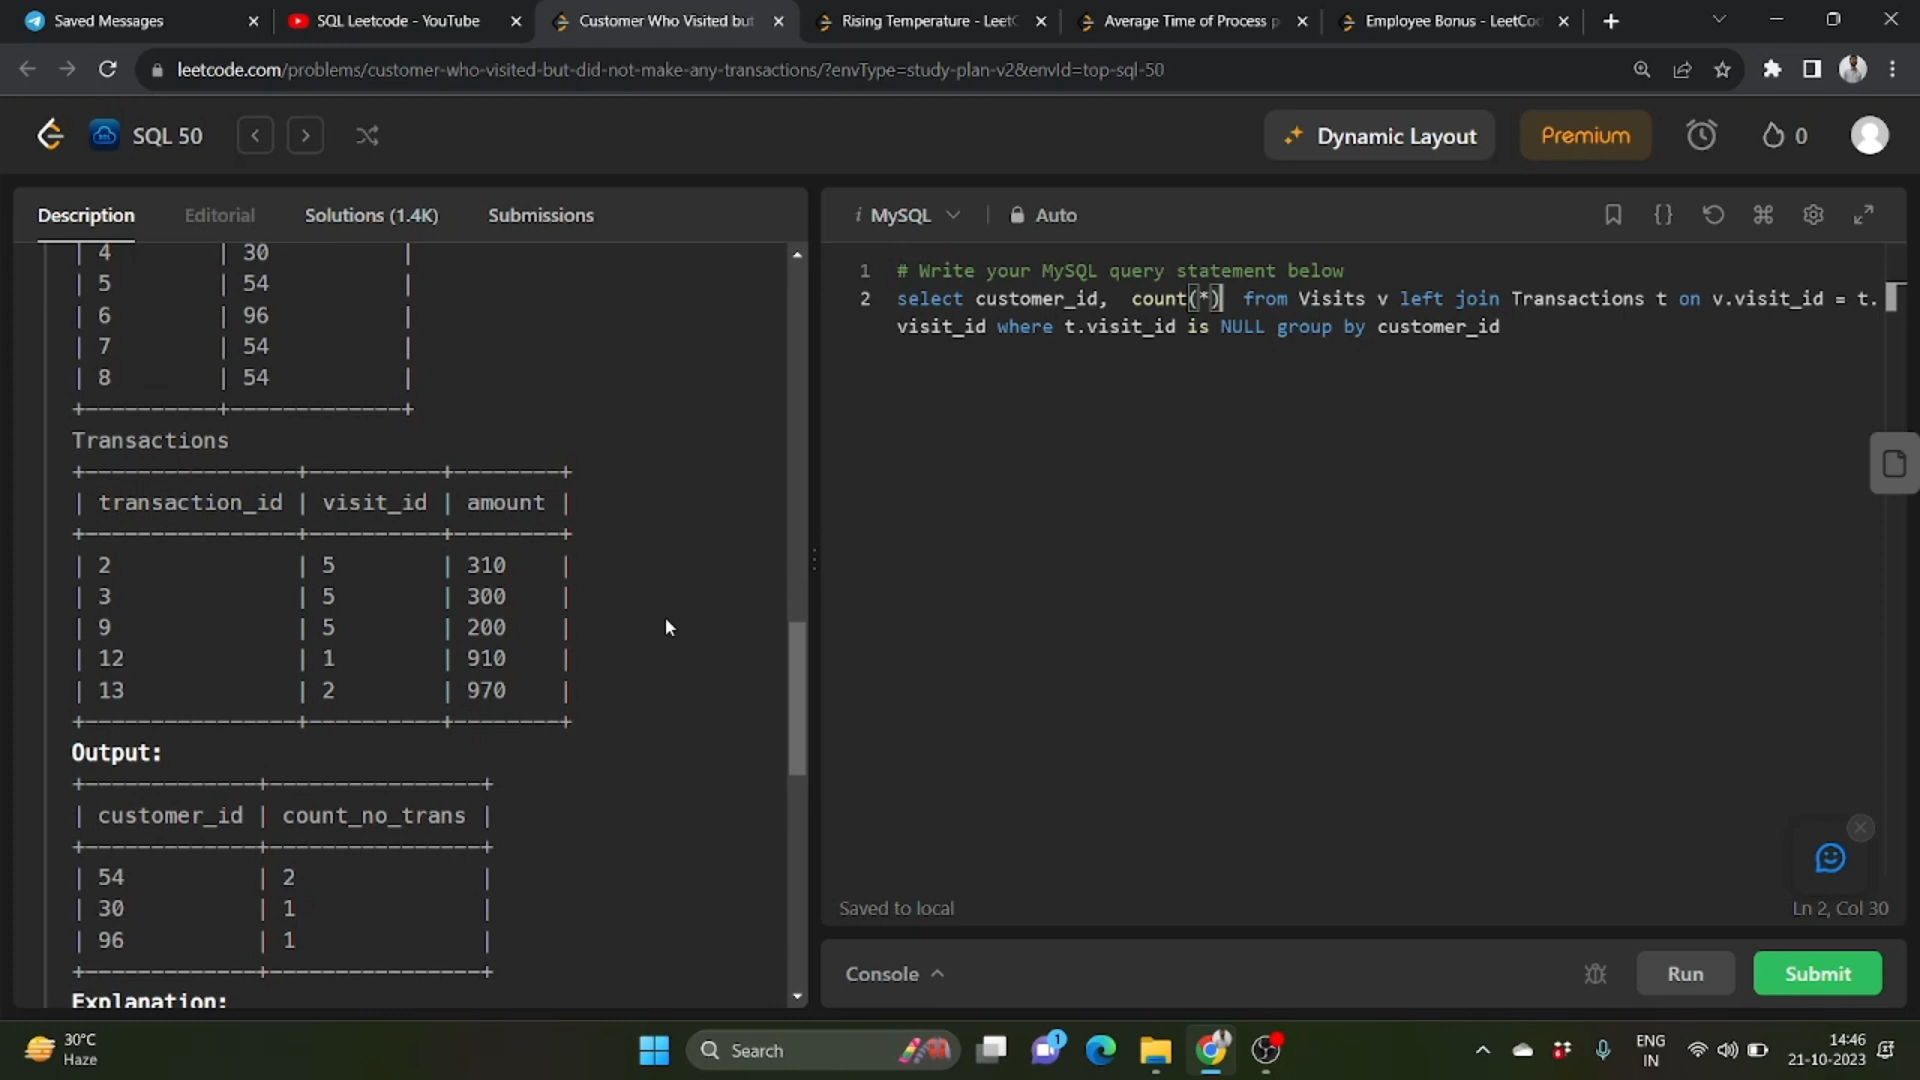 Saved Messages
SQL Leetcode - YouTube
Customer Who Visited but
Rising Temperature - LeetC
Average Time of Process p
Employee Bonus - LeetCo
leetcode.com/problems/customer-who-visited-but-did-not-make-any-transactions/?envType=study-plan-v2&envId=top-sql-50
SQL 50
Dynamic Layout
Premium
0
Description
Editorial
Solutions (1.4K)
Submissions
| 4 | 30 |
| 5 | 54 |
| 6 | 96 |
| 7 | 54 |
| 8 | 54 |
+----------+-------------+
Transactions
+----------------+----------+--------+
| transaction_id | visit_id | amount |
+----------------+----------+--------+
| 2 | 5 | 310 |
| 3 | 5 | 300 |
| 9 | 5 | 200 |
| 12 | 1 | 910 |
| 13 | 2 | 970 |
+----------------+----------+--------+
Output:
+-------------+----------------+
| customer_id | count_no_trans |
+-------------+----------------+
| 54 | 2 |
| 30 | 1 |
| 96 | 1 |
+-------------+----------------+
Explanation:
i MySQL
Auto
1 # Write your MySQL query statement below
2 select customer_id, count(*) from Visits v left join Transactions t on v.visit_id = t.
visit_id where t.visit_id is NULL group by customer_id
Saved to local
Ln 2, Col 30
Console
Run
Submit
30°C
Haze
Search
1
ENG
IN
14:46
21-10-2023